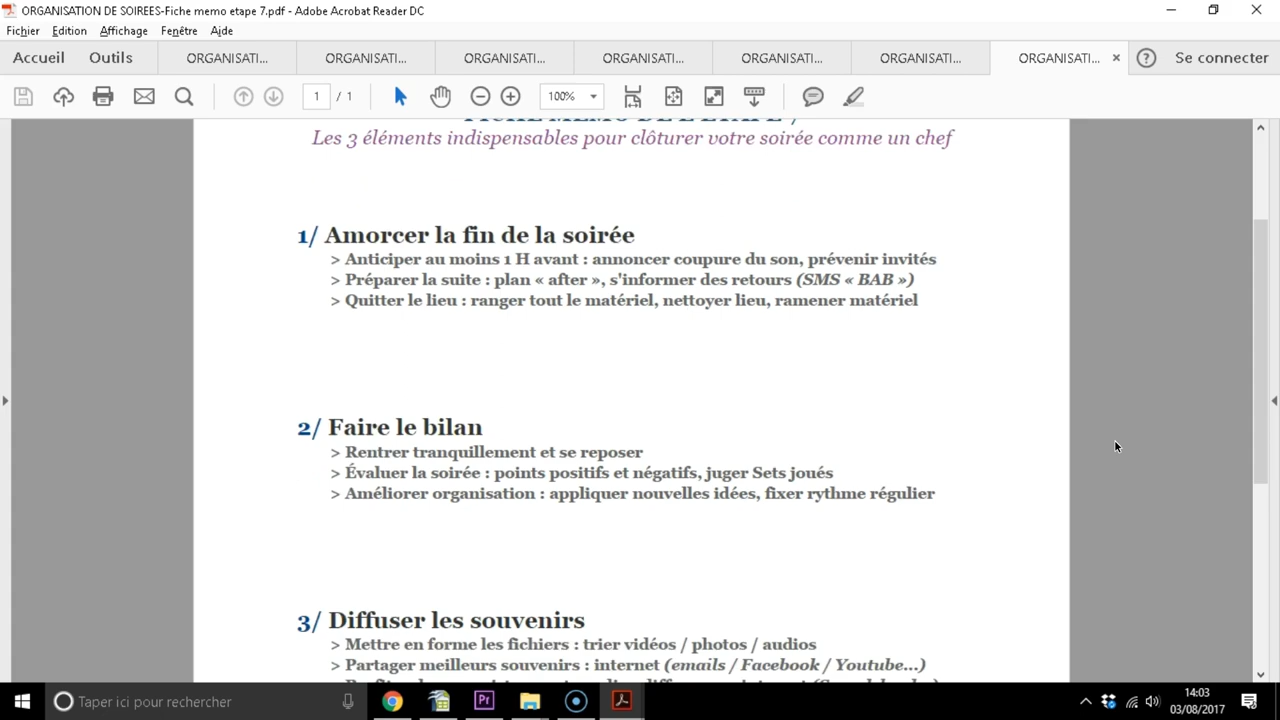 ORGANISATION DE SOIREES-Fiche memo etape 7.pdf - Adobe Acrobat Reader DC
Fichier Edition Affichage Fenêtre Aide
Accueil Outils ORGANISATI... ORGANISATI... ORGANISATI... ORGANISATI... ORGANISATI... ORGANISATI... ORGANISATI... × ? Se connecter
1 / 1 100%
FICHE MEMO DE L'ETAPE 7
Les 3 éléments indispensables pour clôturer votre soirée comme un chef
1/ Amorcer la fin de la soirée
> Anticiper au moins 1 H avant : annoncer coupure du son, prévenir invités
> Préparer la suite : plan « after », s'informer des retours (SMS « BAB »)
> Quitter le lieu : ranger tout le matériel, nettoyer lieu, ramener matériel
2/ Faire le bilan
> Rentrer tranquillement et se reposer
> Évaluer la soirée : points positifs et négatifs, juger Sets joués
> Améliorer organisation : appliquer nouvelles idées, fixer rythme régulier
3/ Diffuser les souvenirs
> Mettre en forme les fichiers : trier vidéos / photos / audios
> Partager meilleurs souvenirs : internet (emails / Facebook / Youtube...)
Taper ici pour rechercher
Pr
14:03
03/08/2017